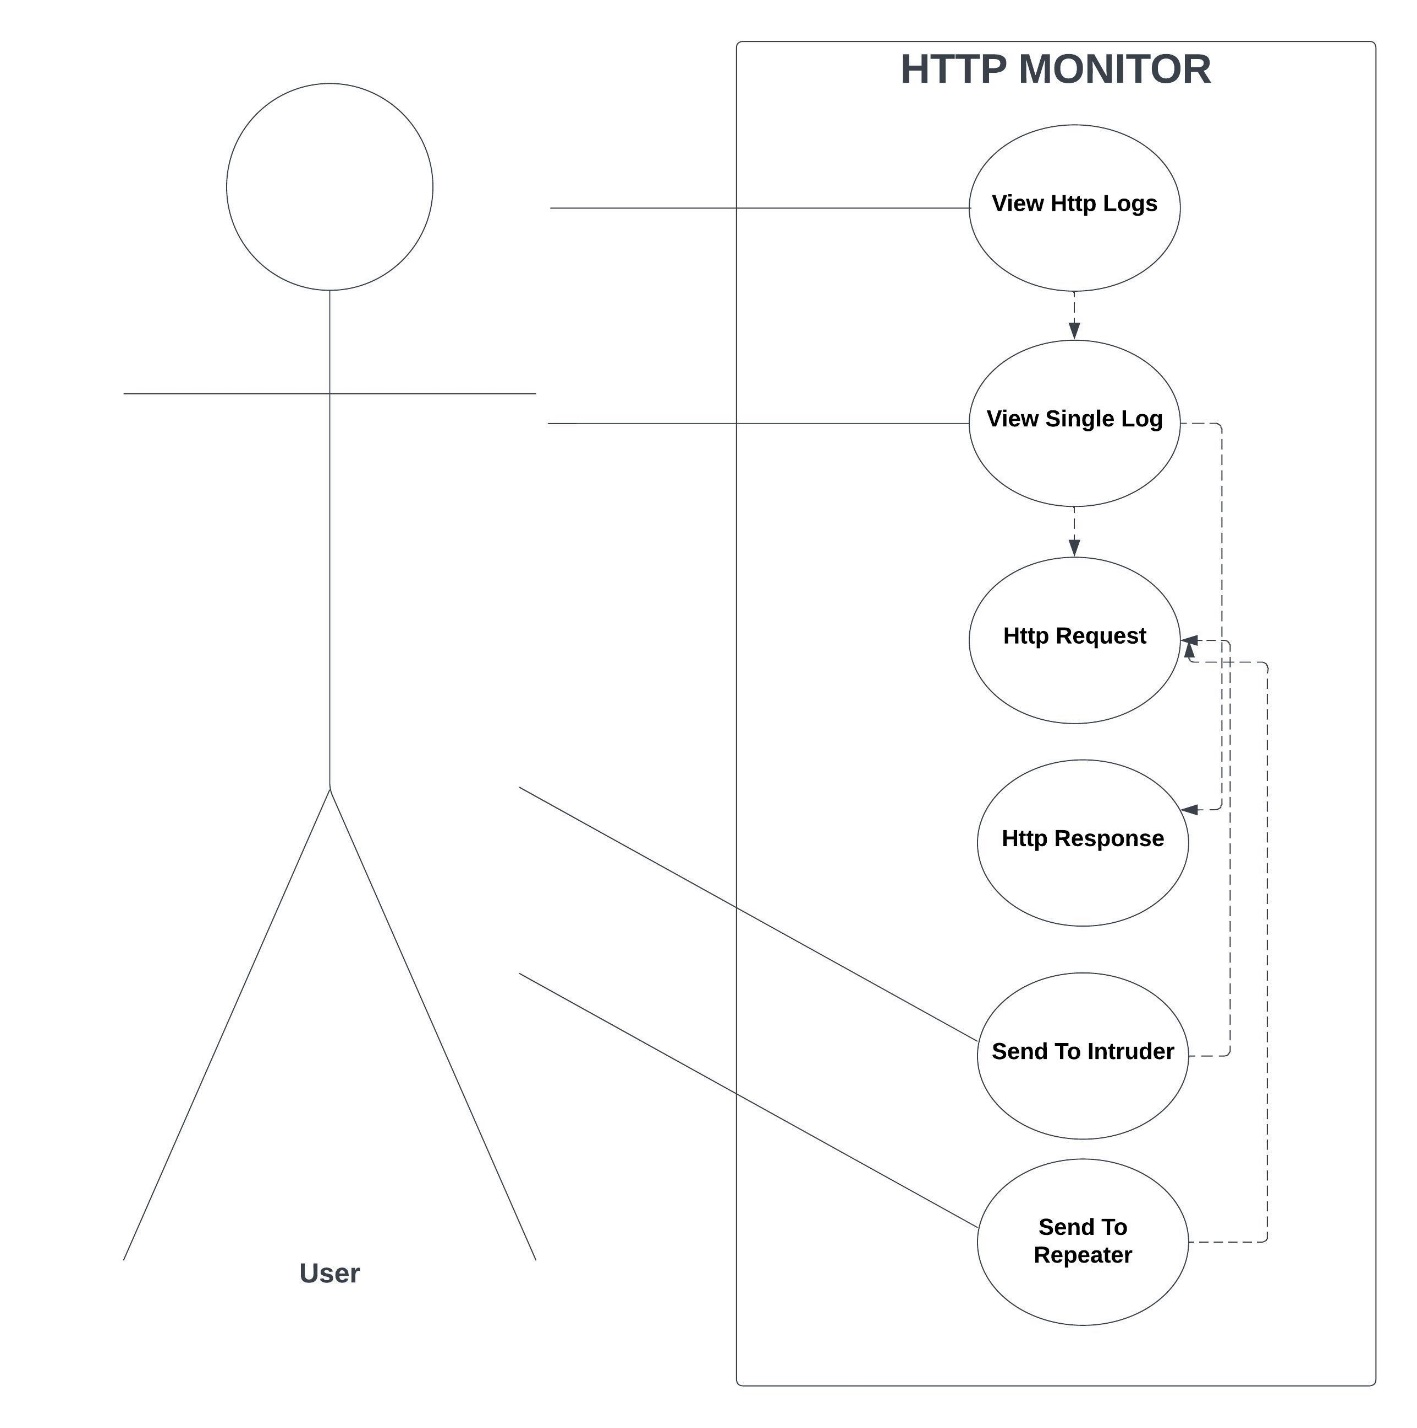 HTTP MONITOR
View Http Logs
View Single Log
Http Request
Http Response
Send To Intruder
Send To
Repeater
User